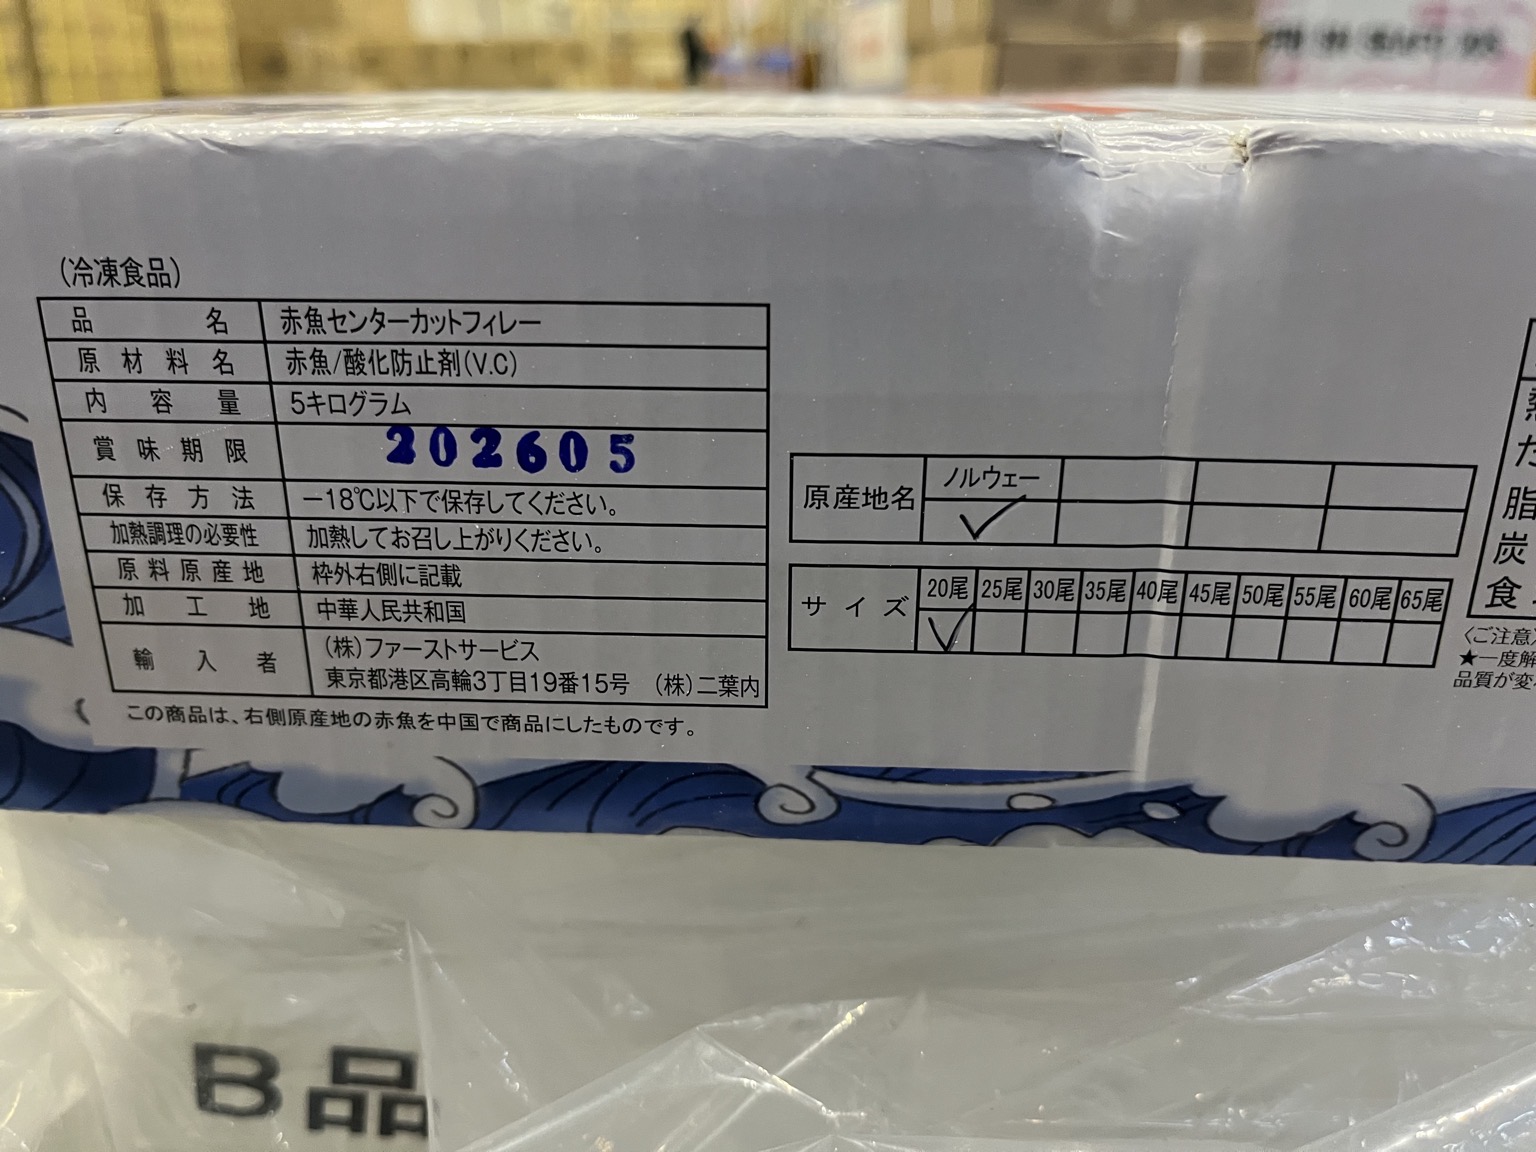 (冷凍食品)
品名 赤魚センターカットフィレー
原材料名 赤魚/酸化防止剤(V.C)
内容量 5キログラム
賞味期限 202605
保存方法 −18℃以下で保存してください。
加熱調理の必要性 加熱してお召し上がりください。
原料原産地 枠外右側に記載
加工地 中華人民共和国
輸入者 (株)ファーストサービス
東京都港区高輪3丁目19番15号 (株)二葉内
この商品は、右側原産地の赤魚を中国で商品にしたものです。
原産地名 ノルウェー
✓
サイズ 20尾 25尾 30尾 35尾 40尾 45尾 50尾 55尾 60尾 65尾
✓
た
脂
炭
食
〈ご注意〉
★一度解
品質が変
B品